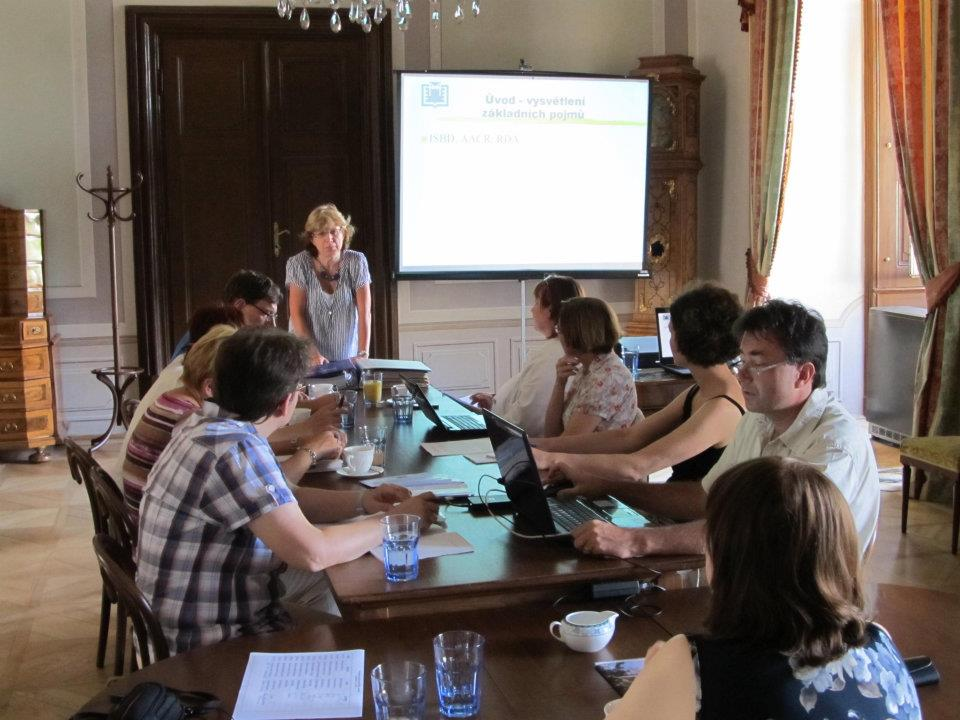 Úvod - vysvětlení
základních pojmů
ISBD, AACR, RDA